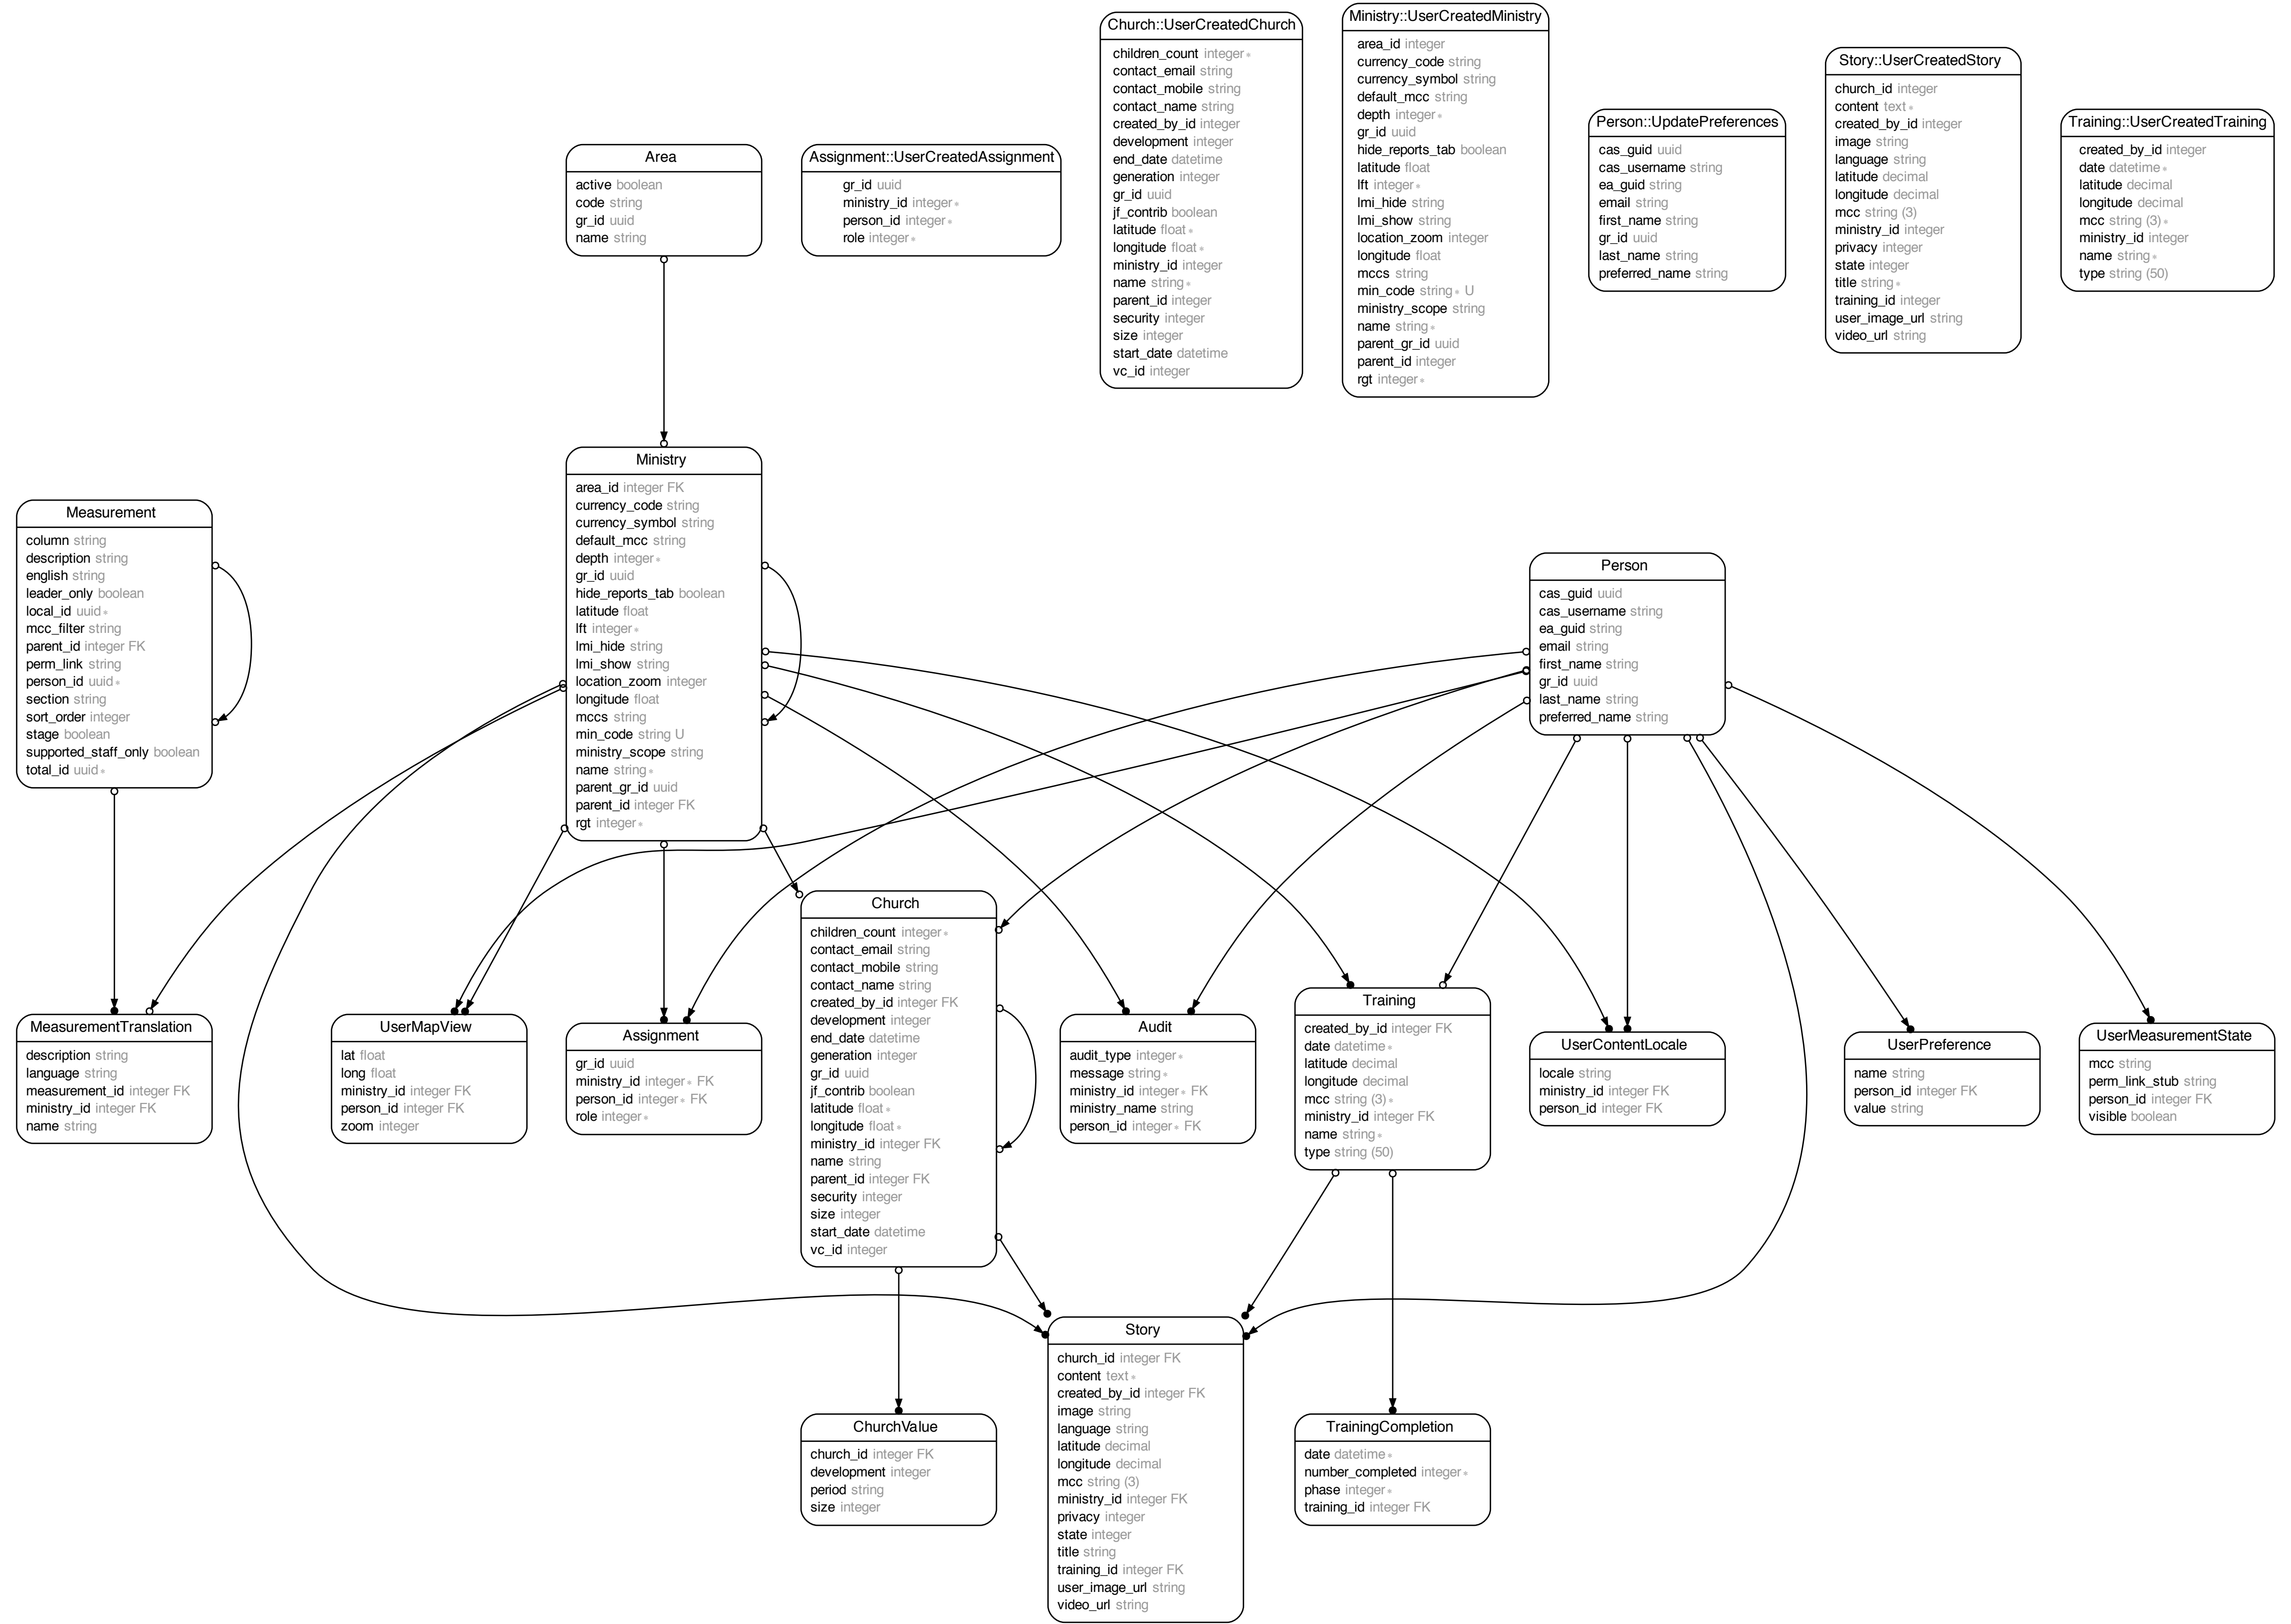 Church::UserCreatedChurch
children_count integer ∗
contact_email string
contact_mobile string
contact_name string
created_by_id integer
development integer
end_date datetime
generation integer
gr_id uuid
jf_contrib boolean
latitude float ∗
longitude float ∗
ministry_id integer
name string ∗
parent_id integer
security integer
size integer
start_date datetime
vc_id integer
Ministry::UserCreatedMinistry
area_id integer
currency_code string
currency_symbol string
default_mcc string
depth integer ∗
gr_id uuid
hide_reports_tab boolean
latitude float
lft integer ∗
lmi_hide string
lmi_show string
location_zoom integer
longitude float
mccs string
min_code string ∗ U
ministry_scope string
name string ∗
parent_gr_id uuid
parent_id integer
rgt integer ∗
Story::UserCreatedStory
church_id integer
content text ∗
created_by_id integer
image string
language string
latitude decimal
longitude decimal
mcc string (3)
ministry_id integer
privacy integer
state integer
title string ∗
training_id integer
user_image_url string
video_url string
Person::UpdatePreferences
cas_guid uuid
cas_username string
ea_guid string
email string
first_name string
gr_id uuid
last_name string
preferred_name string
Training::UserCreatedTraining
created_by_id integer
date datetime ∗
latitude decimal
longitude decimal
mcc string (3) ∗
ministry_id integer
name string ∗
type string (50)
Area
active boolean
code string
gr_id uuid
name string
Assignment::UserCreatedAssignment
gr_id uuid
ministry_id integer ∗
person_id integer ∗
role integer ∗
Ministry
area_id integer FK
currency_code string
currency_symbol string
default_mcc string
depth integer ∗
gr_id uuid
hide_reports_tab boolean
latitude float
lft integer ∗
lmi_hide string
lmi_show string
location_zoom integer
longitude float
mccs string
min_code string U
ministry_scope string
name string ∗
parent_gr_id uuid
parent_id integer FK
rgt integer ∗
Measurement
column string
description string
english string
leader_only boolean
local_id uuid ∗
mcc_filter string
parent_id integer FK
perm_link string
person_id uuid ∗
section string
sort_order integer
stage boolean
supported_staff_only boolean
total_id uuid ∗
Person
cas_guid uuid
cas_username string
ea_guid string
email string
first_name string
gr_id uuid
last_name string
preferred_name string
Church
children_count integer ∗
contact_email string
contact_mobile string
contact_name string
created_by_id integer FK
development integer
end_date datetime
generation integer
gr_id uuid
jf_contrib boolean
latitude float ∗
longitude float ∗
ministry_id integer FK
name string
parent_id integer FK
security integer
size integer
start_date datetime
vc_id integer
MeasurementTranslation
description string
language string
measurement_id integer FK
ministry_id integer FK
name string
UserMapView
lat float
long float
ministry_id integer FK
person_id integer FK
zoom integer
Assignment
gr_id uuid
ministry_id integer ∗ FK
person_id integer ∗ FK
role integer ∗
Audit
audit_type integer ∗
message string ∗
ministry_id integer ∗ FK
ministry_name string
person_id integer ∗ FK
Training
created_by_id integer FK
date datetime ∗
latitude decimal
longitude decimal
mcc string (3) ∗
ministry_id integer FK
name string ∗
type string (50)
UserContentLocale
locale string
ministry_id integer FK
person_id integer FK
UserPreference
name string
person_id integer FK
value string
UserMeasurementState
mcc string
perm_link_stub string
person_id integer FK
visible boolean
ChurchValue
church_id integer FK
development integer
period string
size integer
Story
church_id integer FK
content text ∗
created_by_id integer FK
image string
language string
latitude decimal
longitude decimal
mcc string (3)
ministry_id integer FK
privacy integer
state integer
title string
training_id integer FK
user_image_url string
video_url string
TrainingCompletion
date datetime ∗
number_completed integer ∗
phase integer ∗
training_id integer FK